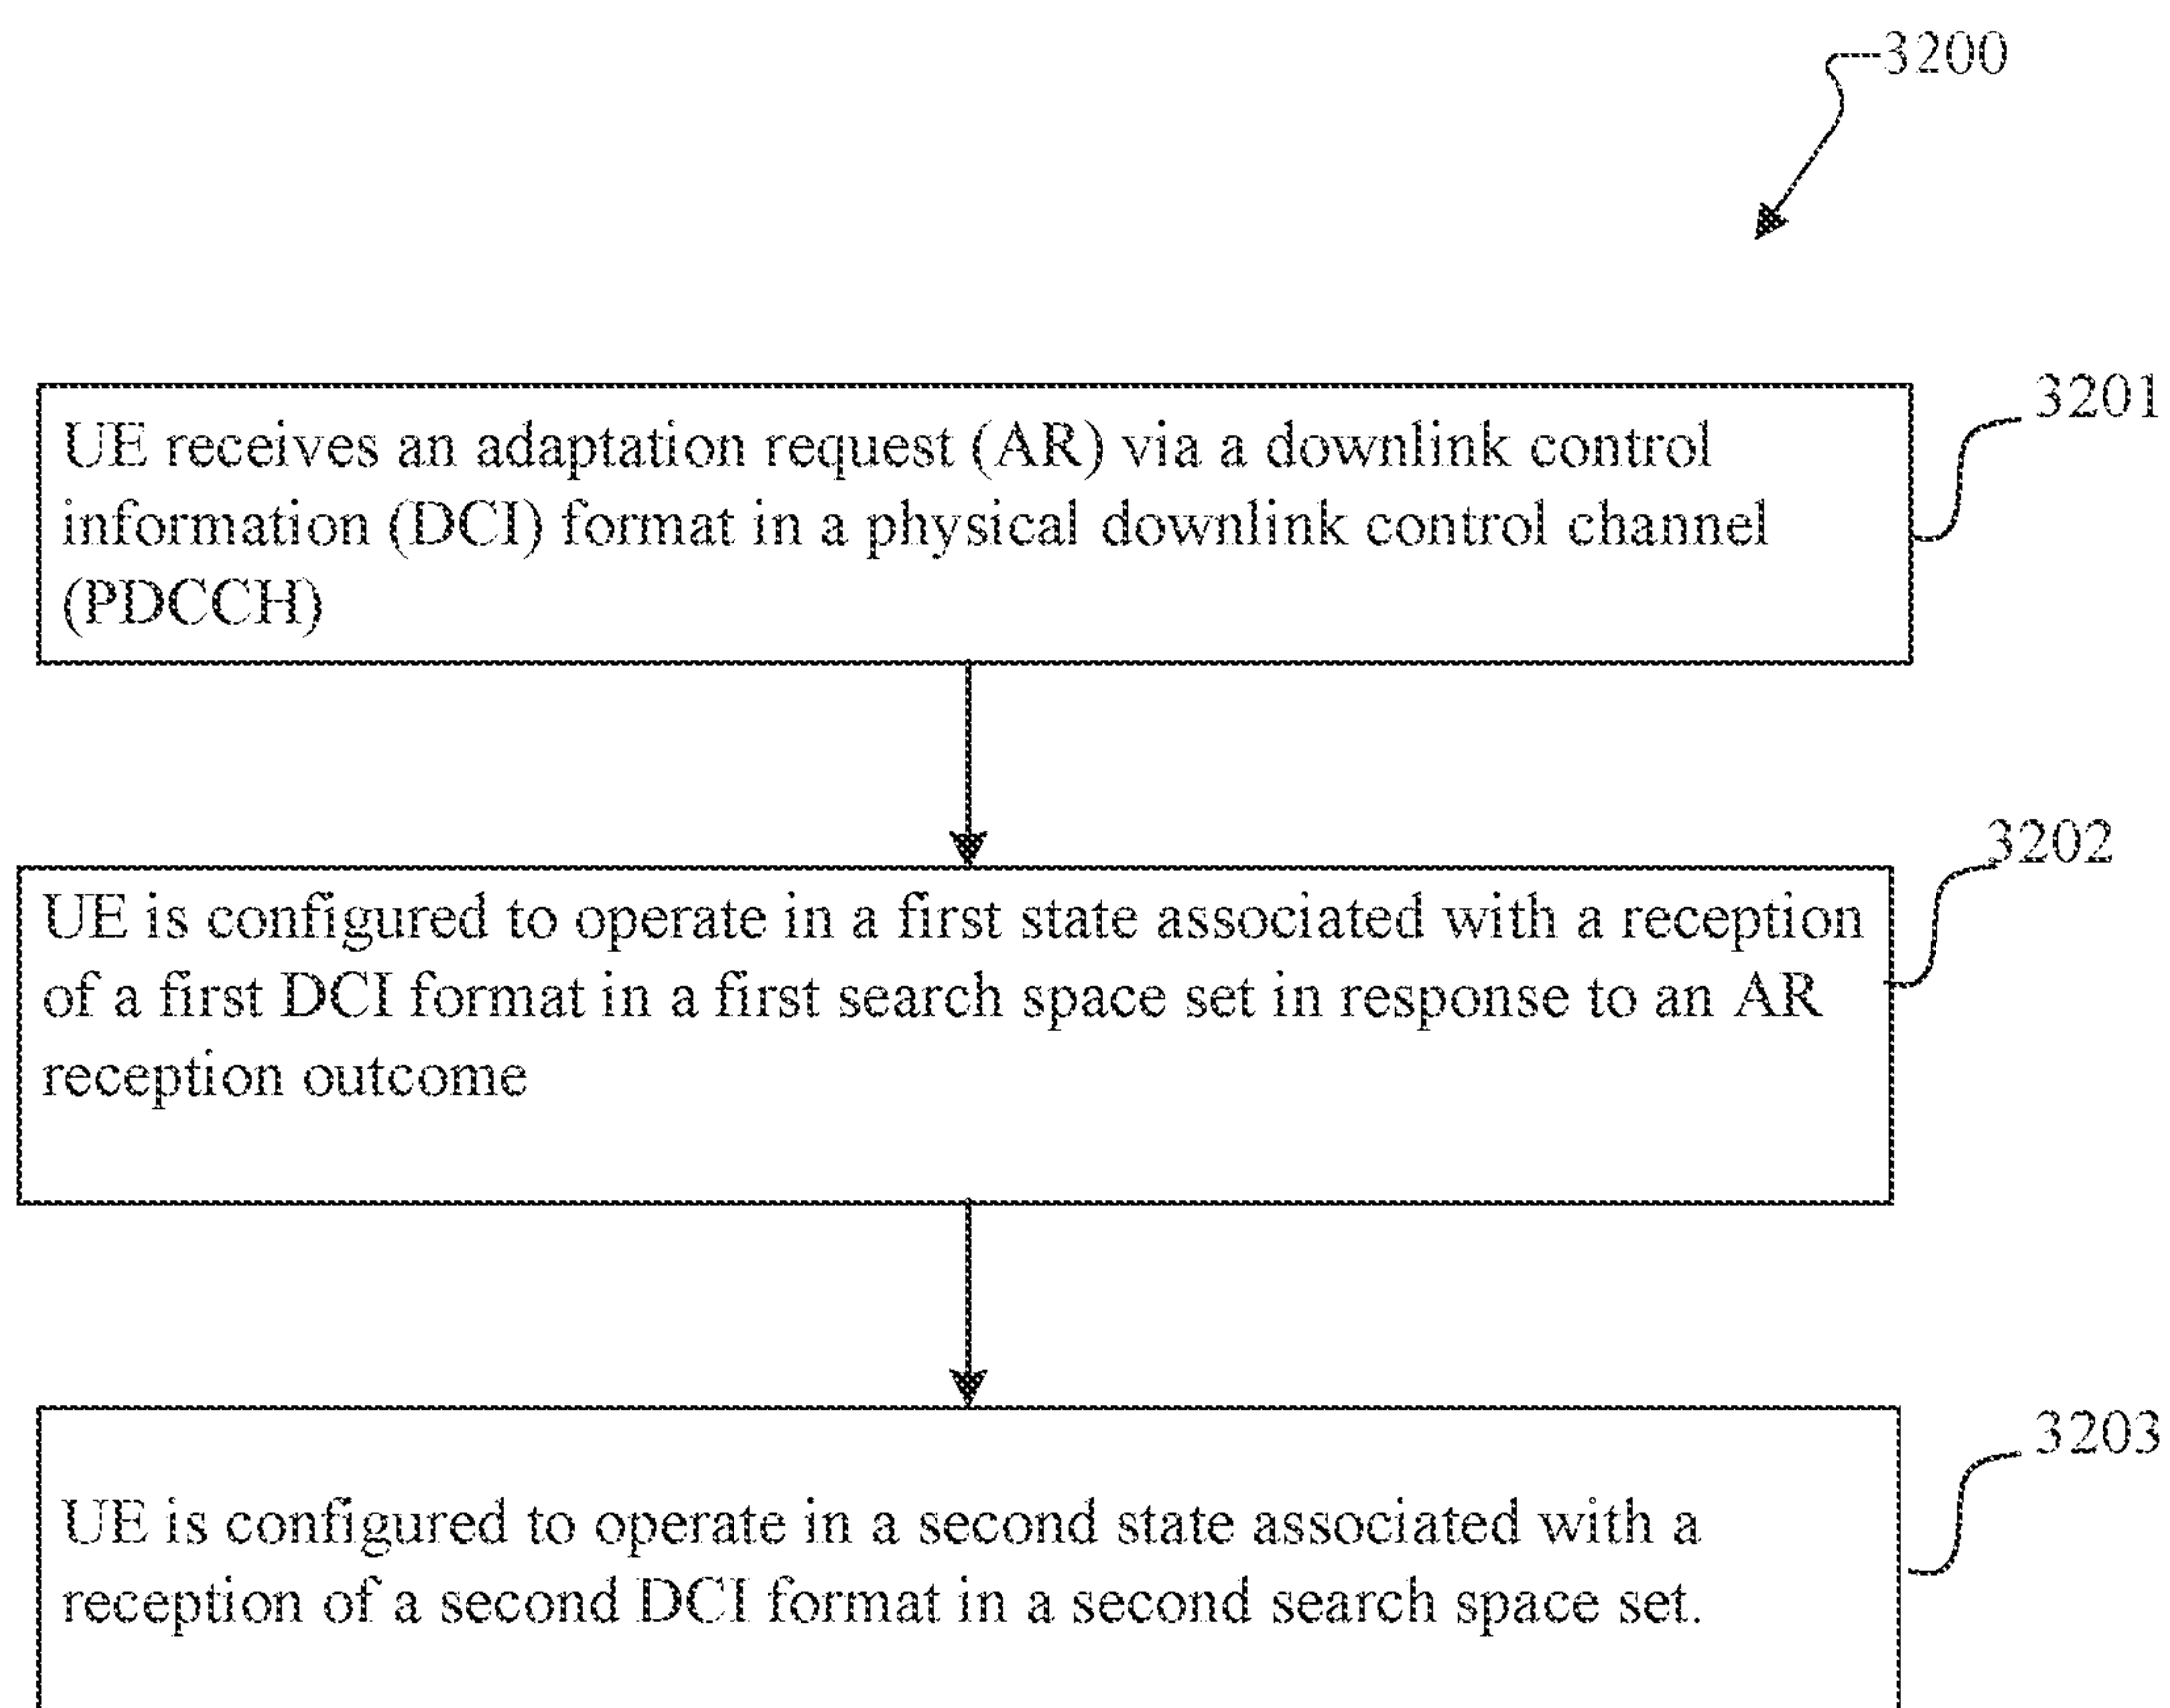 3200
3201
UE receives an adaptation request (AR) via a downlink control
information (DCI) format in a physical downlink control channel
(PDCCH)
3202
UE is configured to operate in a first state associated with a reception
of a first DCI format in a first search space set in response to an AR
reception outcome
3203
UE is configured to operate in a second state associated with a
reception of a second DCI format in a second search space set.